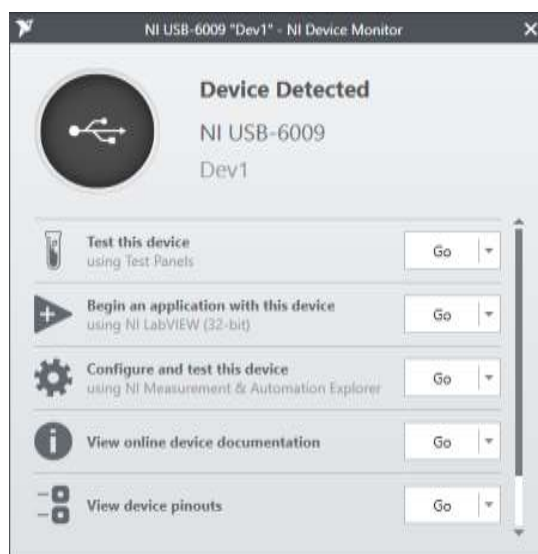 NI USB-6009 "Dev1" - NI Device Monitor
Device Detected
NI USB-6009
Dev1
Test this device
using Test Panels
Go
Begin an application with this device
using NI LabVIEW (32-bit)
Go
Configure and test this device
using NI Measurement & Automation Explorer
Go
View online device documentation
Go
View device pinouts
Go